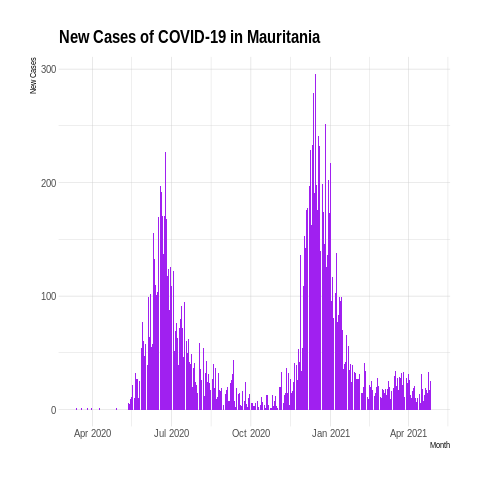 New Cases of COVID-19 in Mauritania
New Cases
300
200
100
0
Apr 2020 Jul 2020 Oct 2020 Jan 2021 Apr 2021
Month